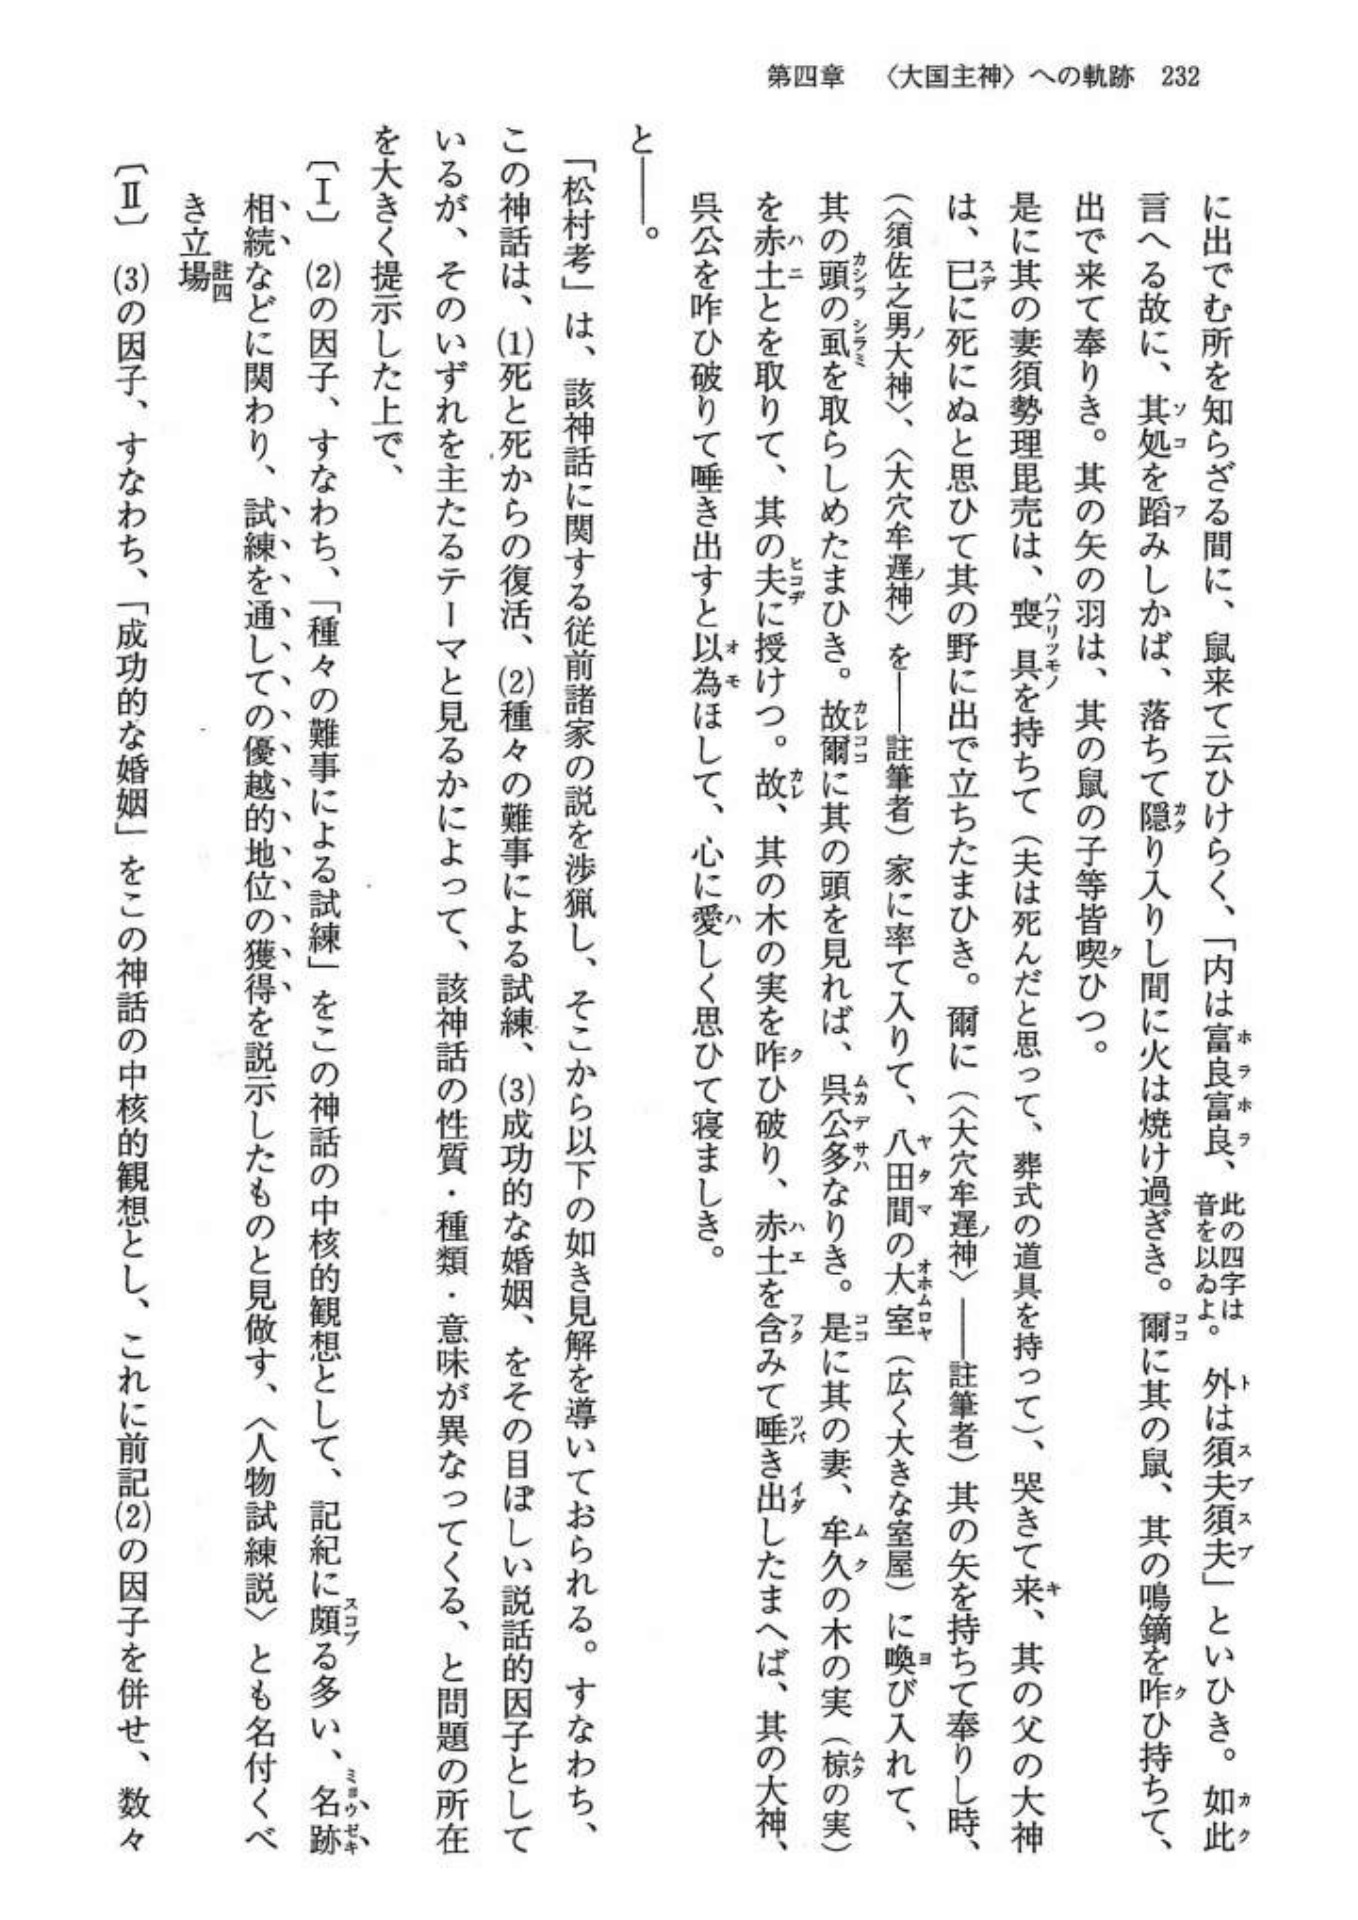 第四章　〈大国主神〉への軌跡　232
に出でむ所を知らざる間に、鼠来て云ひけらく、「内は富良富良、此の四字は音を以ゐよ。外は須夫須夫」といひき。如此
言へる故に、其処を蹈みしかば、落ちて隠り入りし間に火は焼け過ぎき。爾に其の鼠、其の鳴鏑を咋ひ持ちて、
出で来て奉りき。其の矢の羽は、其の鼠の子等皆喫ひつ。
是に其の妻須勢理毘売は、喪具を持ちて（夫は死んだと思って、葬式の道具を持って）、哭きて来、其の父の大神
は、已に死にぬと思ひて其の野に出で立ちたまひき。爾に（〈大穴牟遅神〉――註筆者）其の矢を持ちて奉りし時、
（〈須佐之男大神〉、〈大穴牟遅神〉を――註筆者）家に率て入りて、八田間の大室（広く大きな室屋）に喚び入れて、
其の頭の虱を取らしめたまひき。故爾に其の頭を見れば、呉公多なりき。是に其の妻、牟久の木の実（椋の実）
を赤土とを取りて、其の夫に授けつ。故、其の木の実を咋ひ破り、赤土を含みて唾き出したまへば、其の大神、
呉公を咋ひ破りて唾き出すと以為ほして、心に愛しく思ひて寝ましき。
と――。
「松村考」は、該神話に関する従前諸家の説を渉猟し、そこから以下の如き見解を導いておられる。すなわち、
この神話は、(1)死と死からの復活、(2)種々の難事による試練、(3)成功的な婚姻、をその目ぼしい説話的因子として
いるが、そのいずれを主たるテーマと見るかによって、該神話の性質・種類・意味が異なってくる、と問題の所在
を大きく提示した上で、
〔Ⅰ〕　(2)の因子、すなわち、「種々の難事による試練」をこの神話の中核的観想として、記紀に頗る多い、名跡
相続などに関わり、試練を通しての優越的地位の獲得を説示したものと見做す、〈人物試練説〉とも名付くべ
き立場註四
〔Ⅱ〕　(3)の因子、すなわち、「成功的な婚姻」をこの神話の中核的観想とし、これに前記(2)の因子を併せ、数々